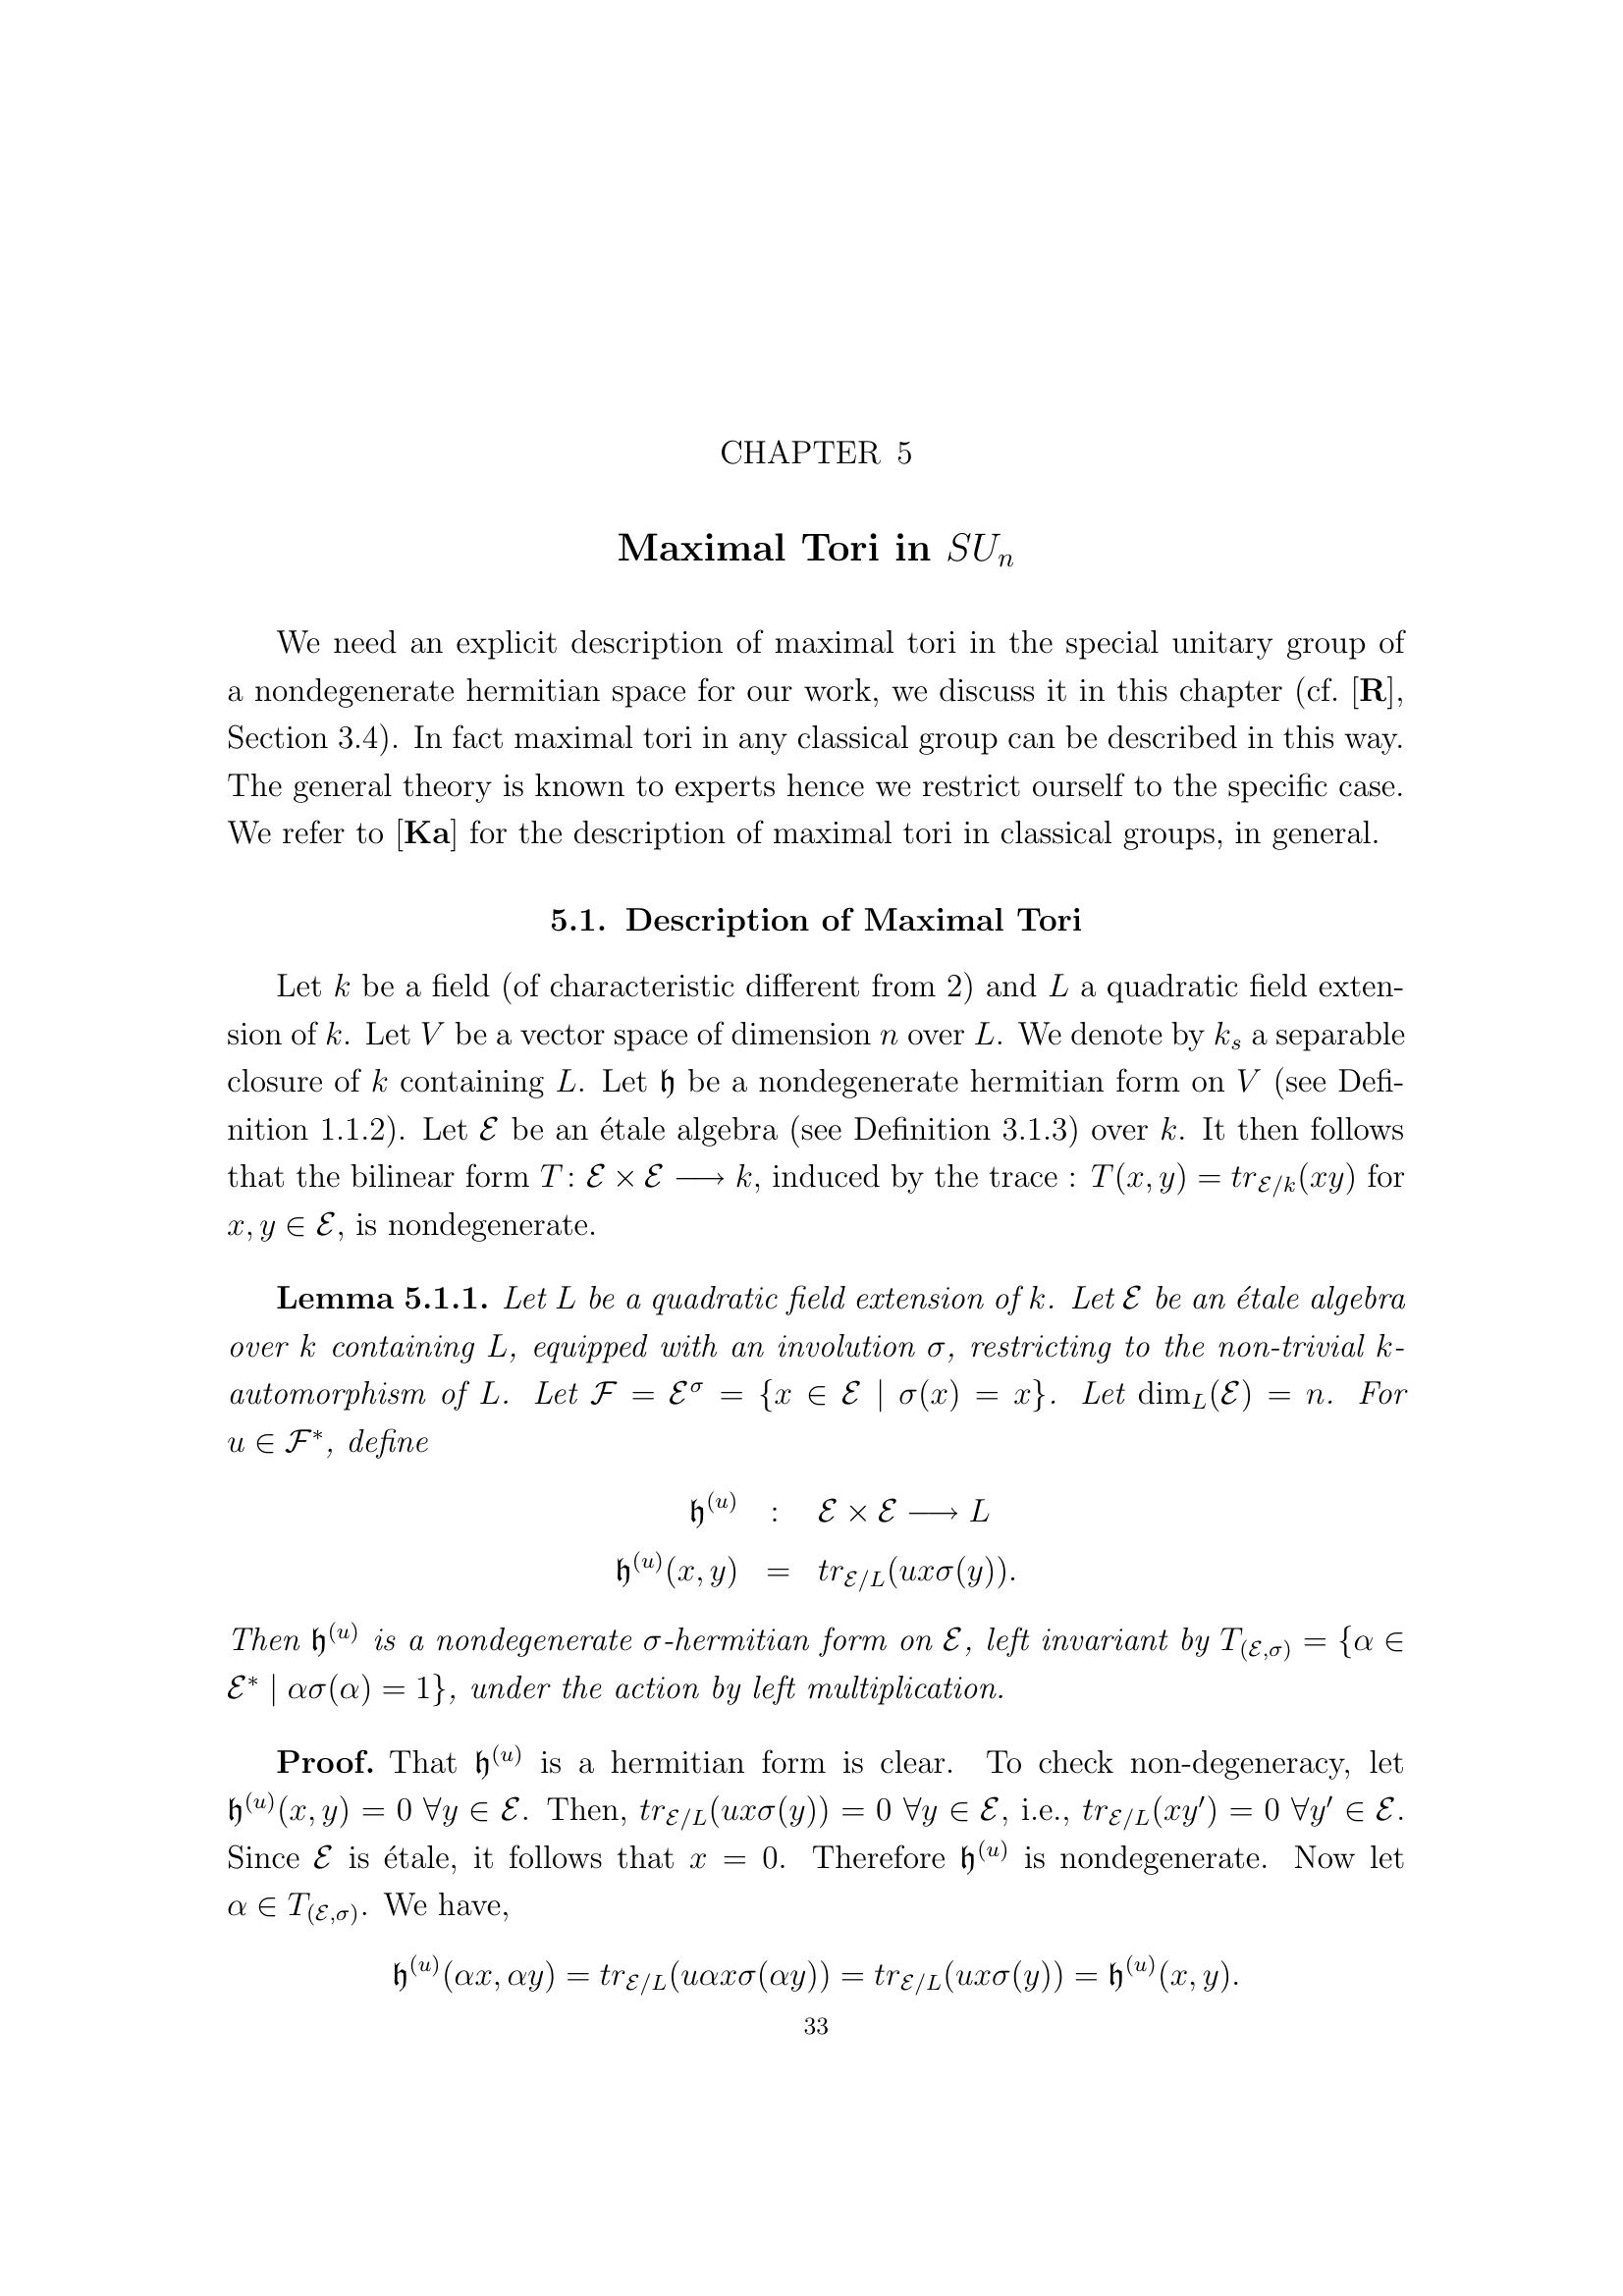 CHAPTER 5
Maximal Tori in $SU_n$
We need an explicit description of maximal tori in the special unitary group of
a nondegenerate hermitian space for our work, we discuss it in this chapter (cf. [R],
Section 3.4). In fact maximal tori in any classical group can be described in this way.
The general theory is known to experts hence we restrict ourself to the specific case.
We refer to [Ka] for the description of maximal tori in classical groups, in general.
5.1. Description of Maximal Tori
Let $k$ be a field (of characteristic different from 2) and $L$ a quadratic field exten-
sion of $k$. Let $V$ be a vector space of dimension $n$ over $L$. We denote by $k_s$ a separable
closure of $k$ containing $L$. Let $\mathfrak{h}$ be a nondegenerate hermitian form on $V$ (see Defi-
nition 1.1.2). Let $\mathcal{E}$ be an étale algebra (see Definition 3.1.3) over $k$. It then follows
that the bilinear form $T\colon \mathcal{E} \times \mathcal{E} \longrightarrow k$, induced by the trace : $T(x, y) = tr_{\mathcal{E}/k}(xy)$ for
$x, y \in \mathcal{E}$, is nondegenerate.
Lemma 5.1.1. Let $L$ be a quadratic field extension of $k$. Let $\mathcal{E}$ be an étale algebra
over $k$ containing $L$, equipped with an involution $\sigma$, restricting to the non-trivial $k$-
automorphism of $L$. Let $\mathcal{F} = \mathcal{E}^\sigma = \{x \in \mathcal{E} \mid \sigma(x) = x\}$. Let $\dim_L(\mathcal{E}) = n$. For
$u \in \mathcal{F}^*$, define
$\mathfrak{h}^{(u)} : \mathcal{E} \times \mathcal{E} \longrightarrow L$
$\mathfrak{h}^{(u)}(x, y) = tr_{\mathcal{E}/L}(ux\sigma(y)).$
Then $\mathfrak{h}^{(u)}$ is a nondegenerate $\sigma$-hermitian form on $\mathcal{E}$, left invariant by $T_{(\mathcal{E},\sigma)} = \{\alpha \in$
$\mathcal{E}^* \mid \alpha\sigma(\alpha) = 1\}$, under the action by left multiplication.
Proof. That $\mathfrak{h}^{(u)}$ is a hermitian form is clear. To check non-degeneracy, let
$\mathfrak{h}^{(u)}(x, y) = 0 \ \forall y \in \mathcal{E}$. Then, $tr_{\mathcal{E}/L}(ux\sigma(y)) = 0 \ \forall y \in \mathcal{E}$, i.e., $tr_{\mathcal{E}/L}(xy') = 0 \ \forall y' \in \mathcal{E}$.
Since $\mathcal{E}$ is étale, it follows that $x = 0$. Therefore $\mathfrak{h}^{(u)}$ is nondegenerate. Now let
$\alpha \in T_{(\mathcal{E},\sigma)}$. We have,
$\mathfrak{h}^{(u)}(\alpha x, \alpha y) = tr_{\mathcal{E}/L}(u\alpha x\sigma(\alpha y)) = tr_{\mathcal{E}/L}(ux\sigma(y)) = \mathfrak{h}^{(u)}(x, y).$
33